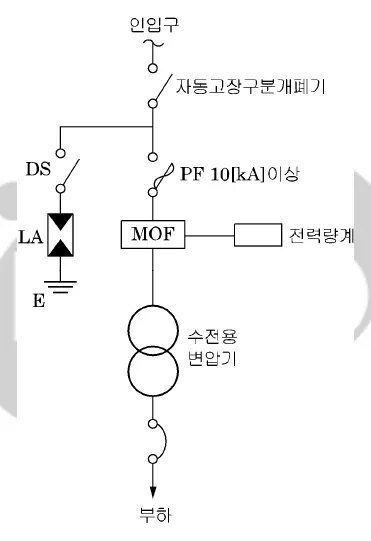 인입구
자동고장구분개폐기
DS
PF 10[kA]이상
LA
MOF
전력량계
E
수전용
변압기
부하